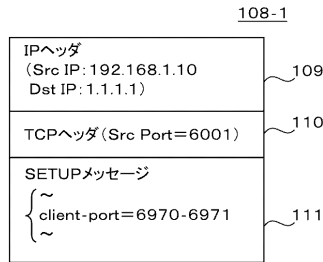 108-1
IPヘッダ
(Src IP:192.168.1.10
Dst IP:1.1.1.1)
109
TCPヘッダ(Src Port=6001)
110
SETUPメッセージ
~
client-port=6970-6971
~
111